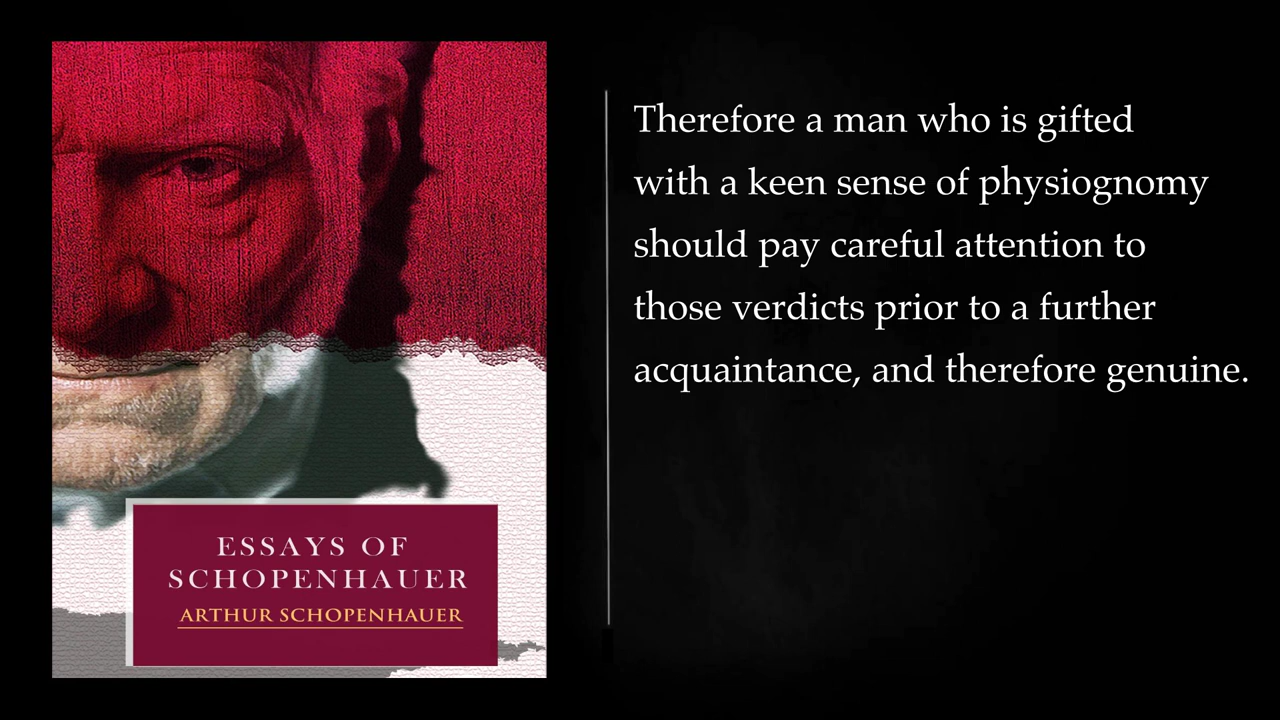 ESSAYS OF
SCHOPENHAUER
ARTHUR SCHOPENHAUER
Therefore a man who is gifted
with a keen sense of physiognomy
should pay careful attention to
those verdicts prior to a further
acquaintance, and therefore genuine.